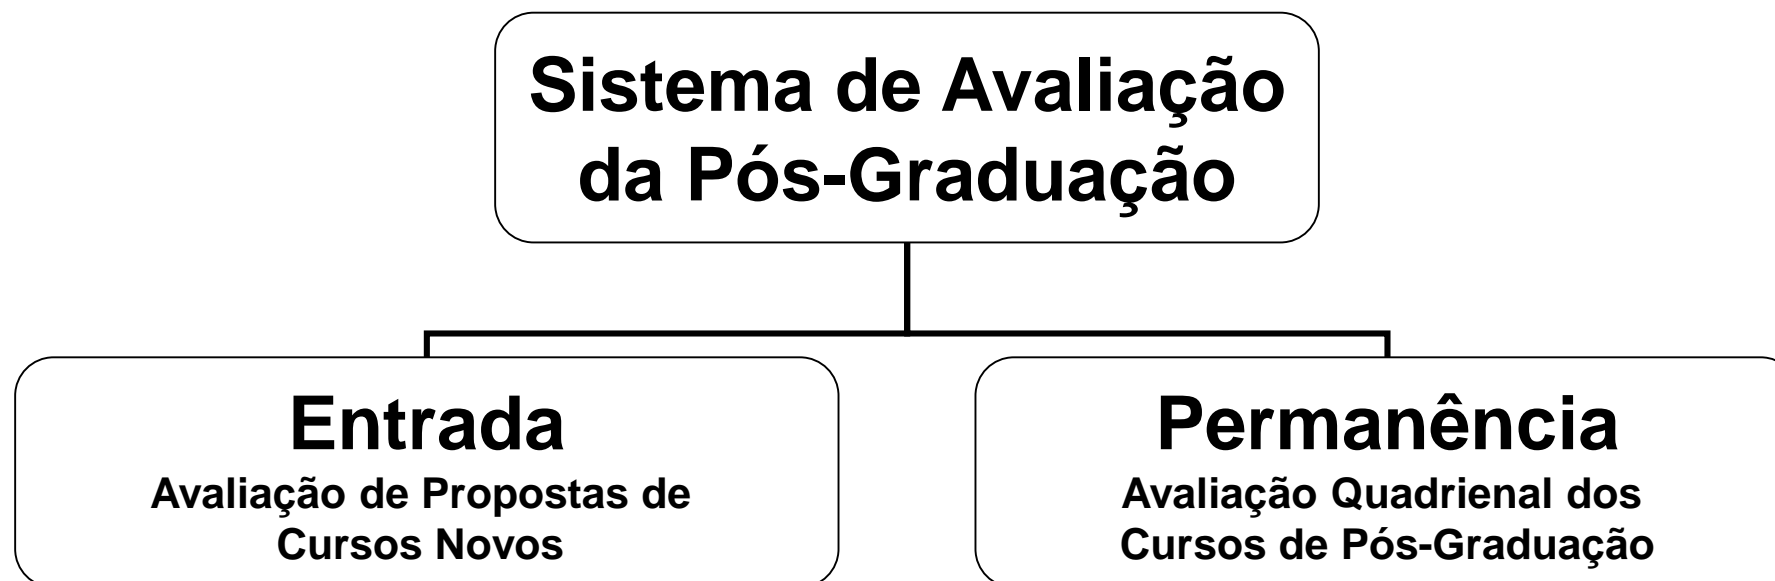 Sistema de Avaliação
da Pós-Graduação
Entrada
Avaliação de Propostas de
Cursos Novos
Permanência
Avaliação Quadrienal dos
Cursos de Pós-Graduação